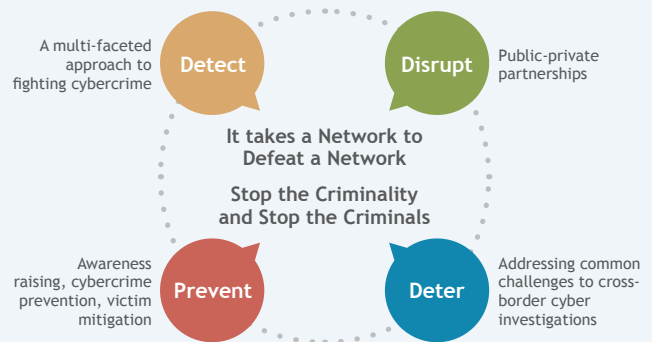 A multi-faceted
approach to
fighting cybercrime
Detect
Disrupt
Public-private
partnerships
It takes a Network to
Defeat a Network
Stop the Criminality
and Stop the Criminals
Awareness
raising, cybercrime
prevention, victim
mitigation
Prevent
Deter
Addressing common
challenges to cross-
border cyber
investigations